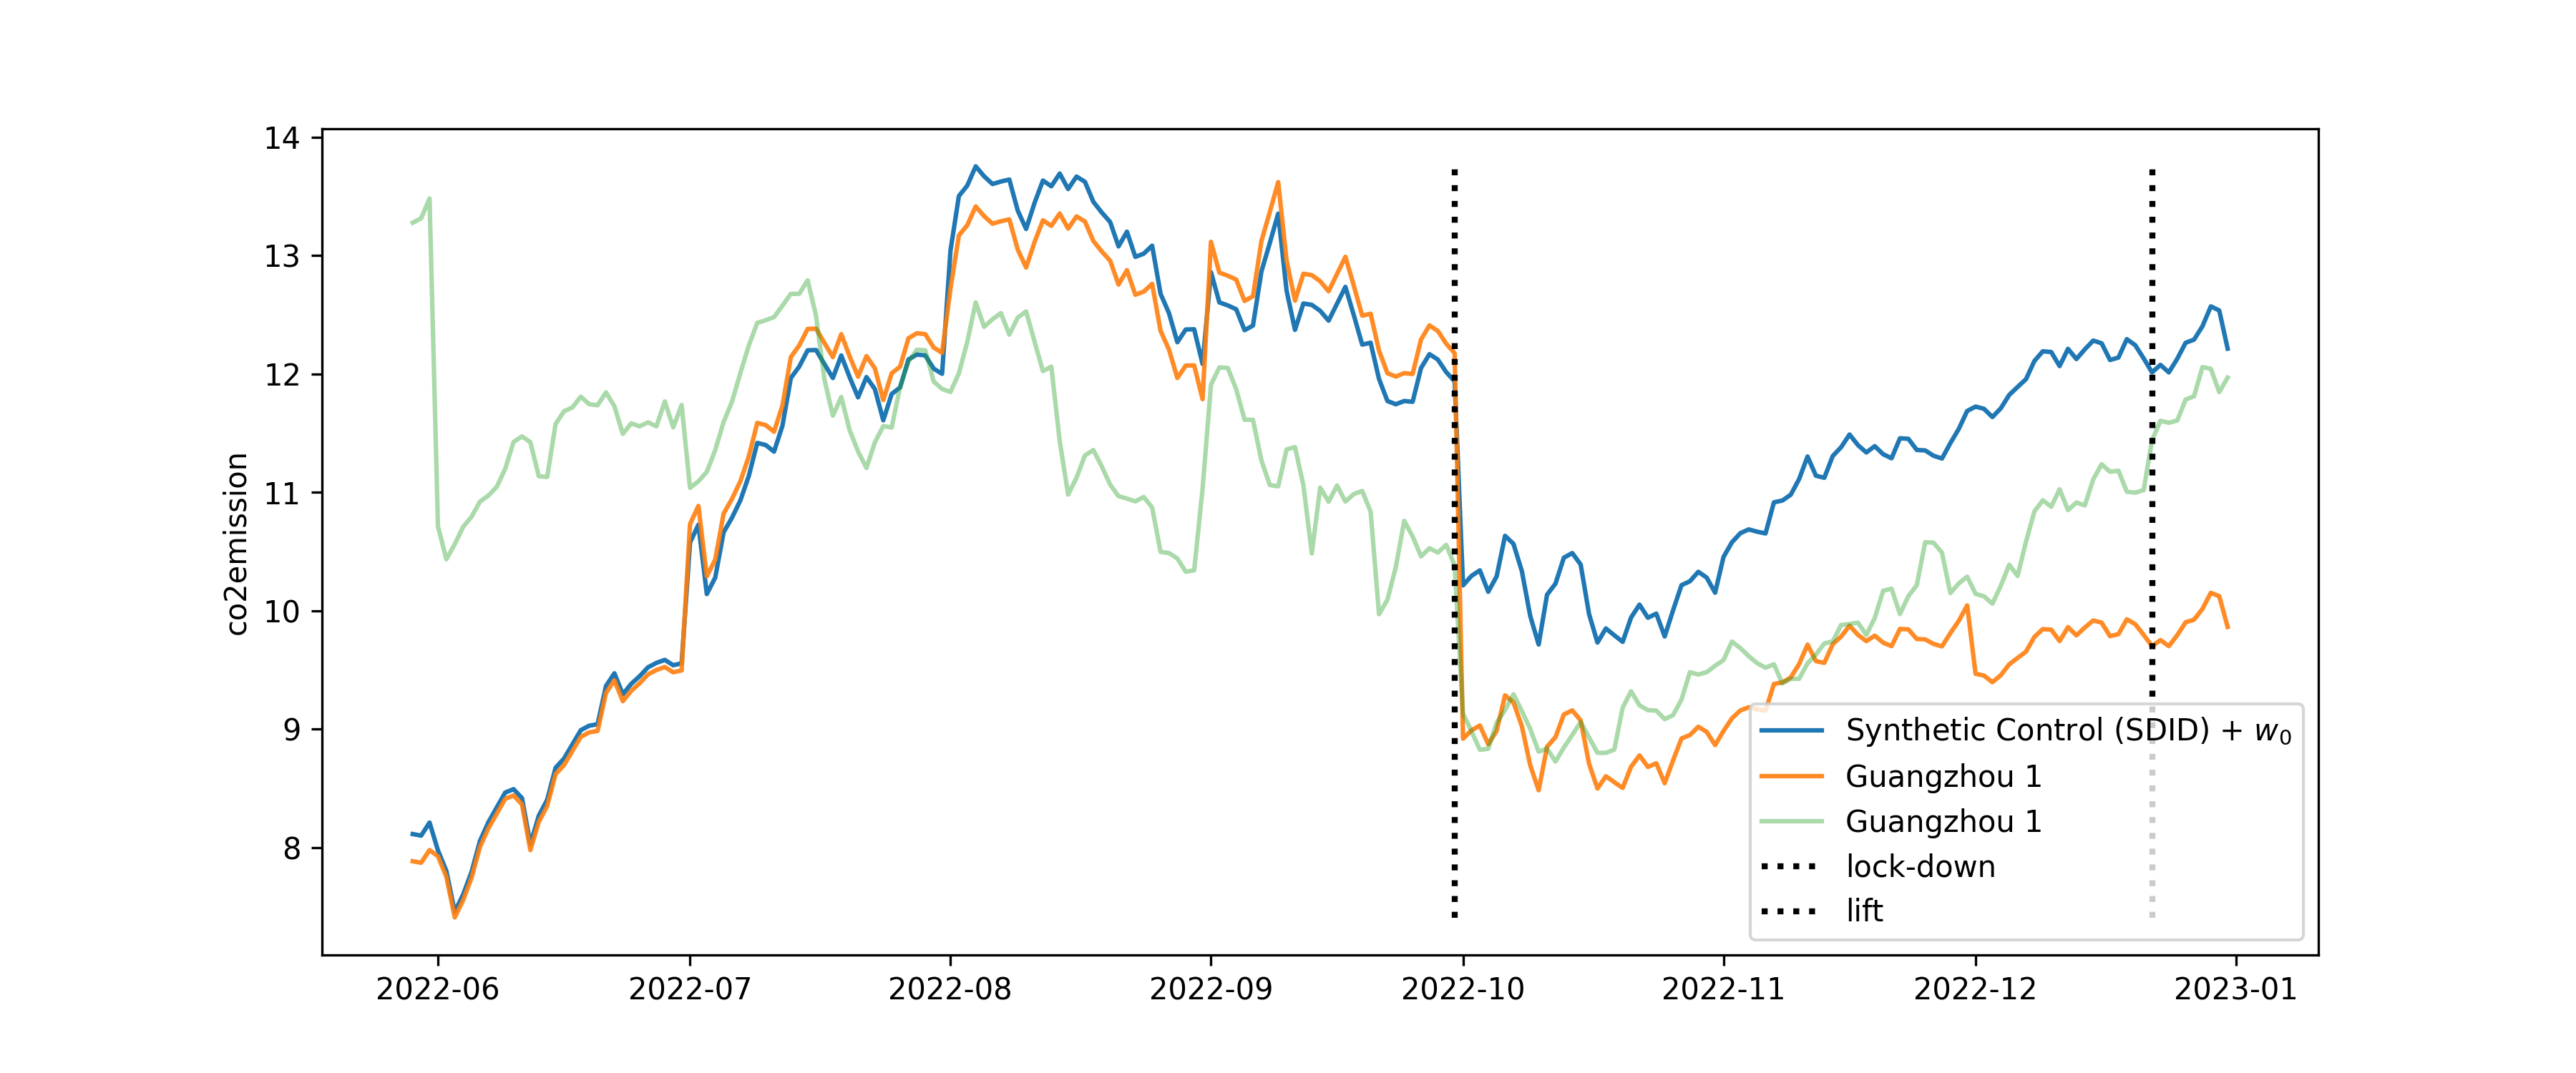 14
13
12
11
10
9
8
co2emission
2022-06 2022-07 2022-08 2022-09 2022-10 2022-11 2022-12 2023-01
Synthetic Control (SDID) + w₀
Guangzhou 1
Guangzhou 1
lock-down
lift